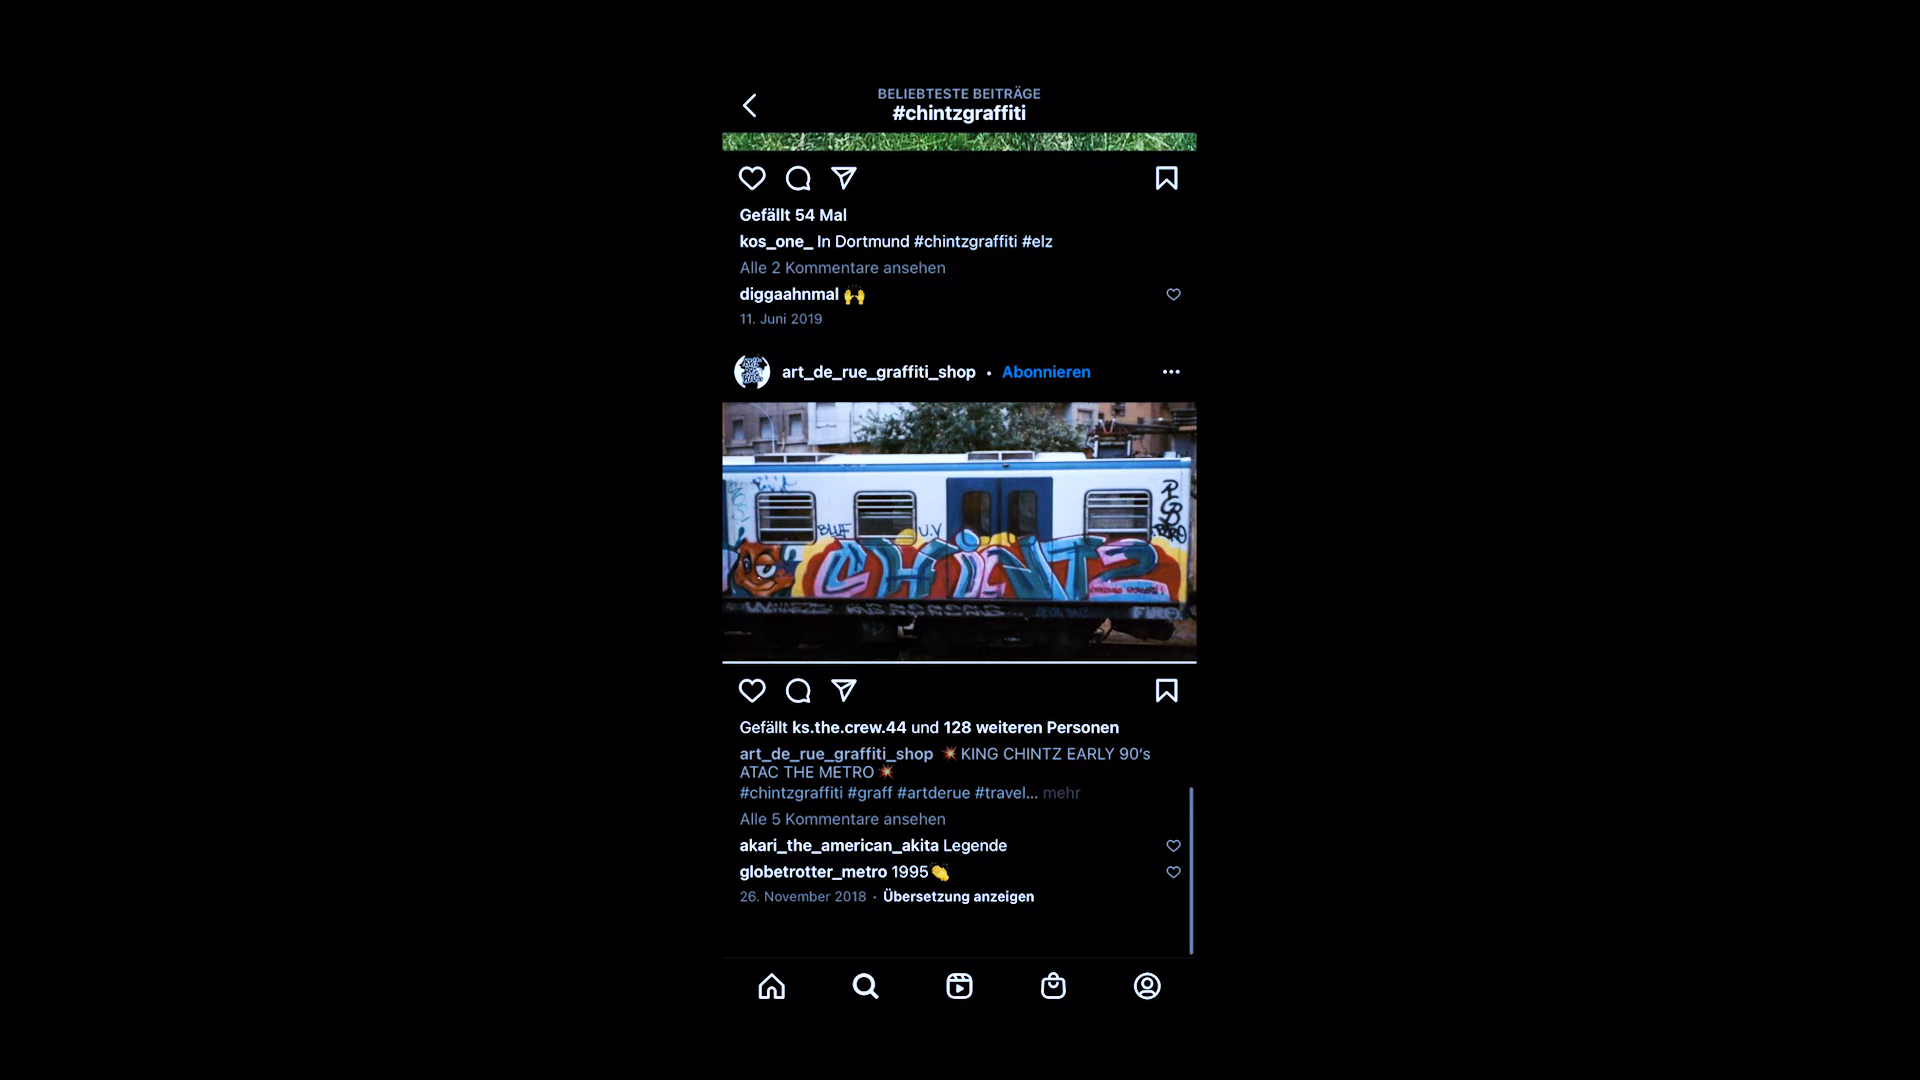 BELIEBTESTE BEITRÄGE
#chintzgraffiti
Gefällt 54 Mal
kos_one_ In Dortmund #chintzgraffiti #elz
Alle 2 Kommentare ansehen
diggaahnmal 🙌
11. Juni 2019
art_de_rue_graffiti_shop • Abonnieren
BLUE
U.V
CHINTZ
Gefällt ks.the.crew.44 und 128 weiteren Personen
art_de_rue_graffiti_shop 💥KING CHINTZ EARLY 90's
ATAC THE METRO💥
#chintzgraffiti #graff #artderue #travel... mehr
Alle 5 Kommentare ansehen
akari_the_american_akita Legende
globetrotter_metro 1995👏
26. November 2018 · Übersetzung anzeigen